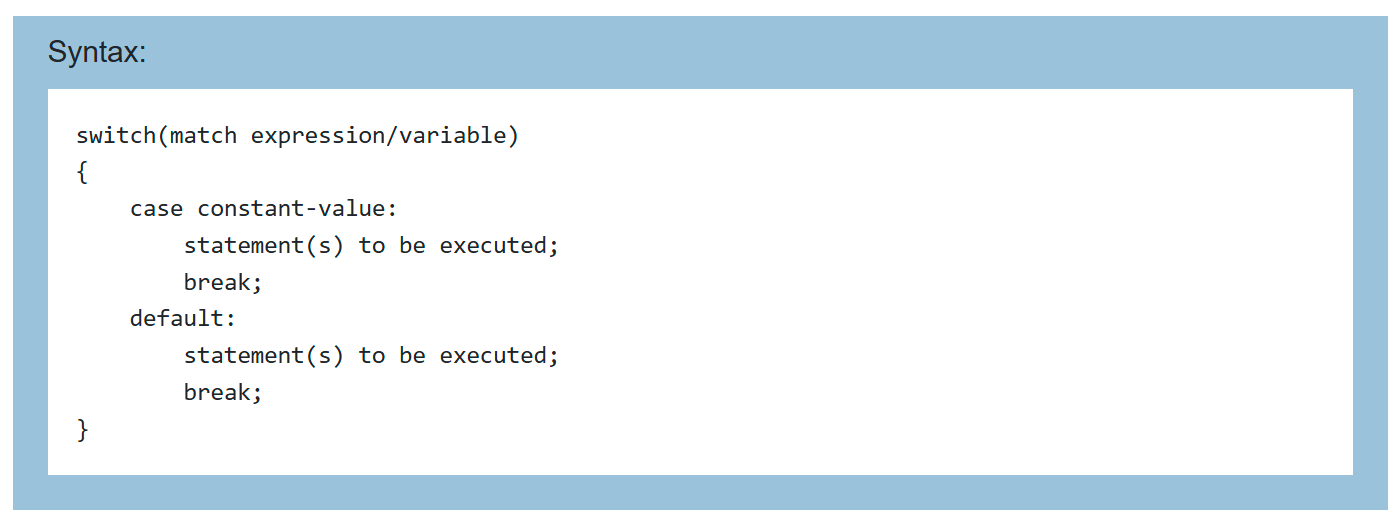 Syntax:
switch(match expression/variable)
{
    case constant-value:
        statement(s) to be executed;
        break;
    default:
        statement(s) to be executed;
        break;
}